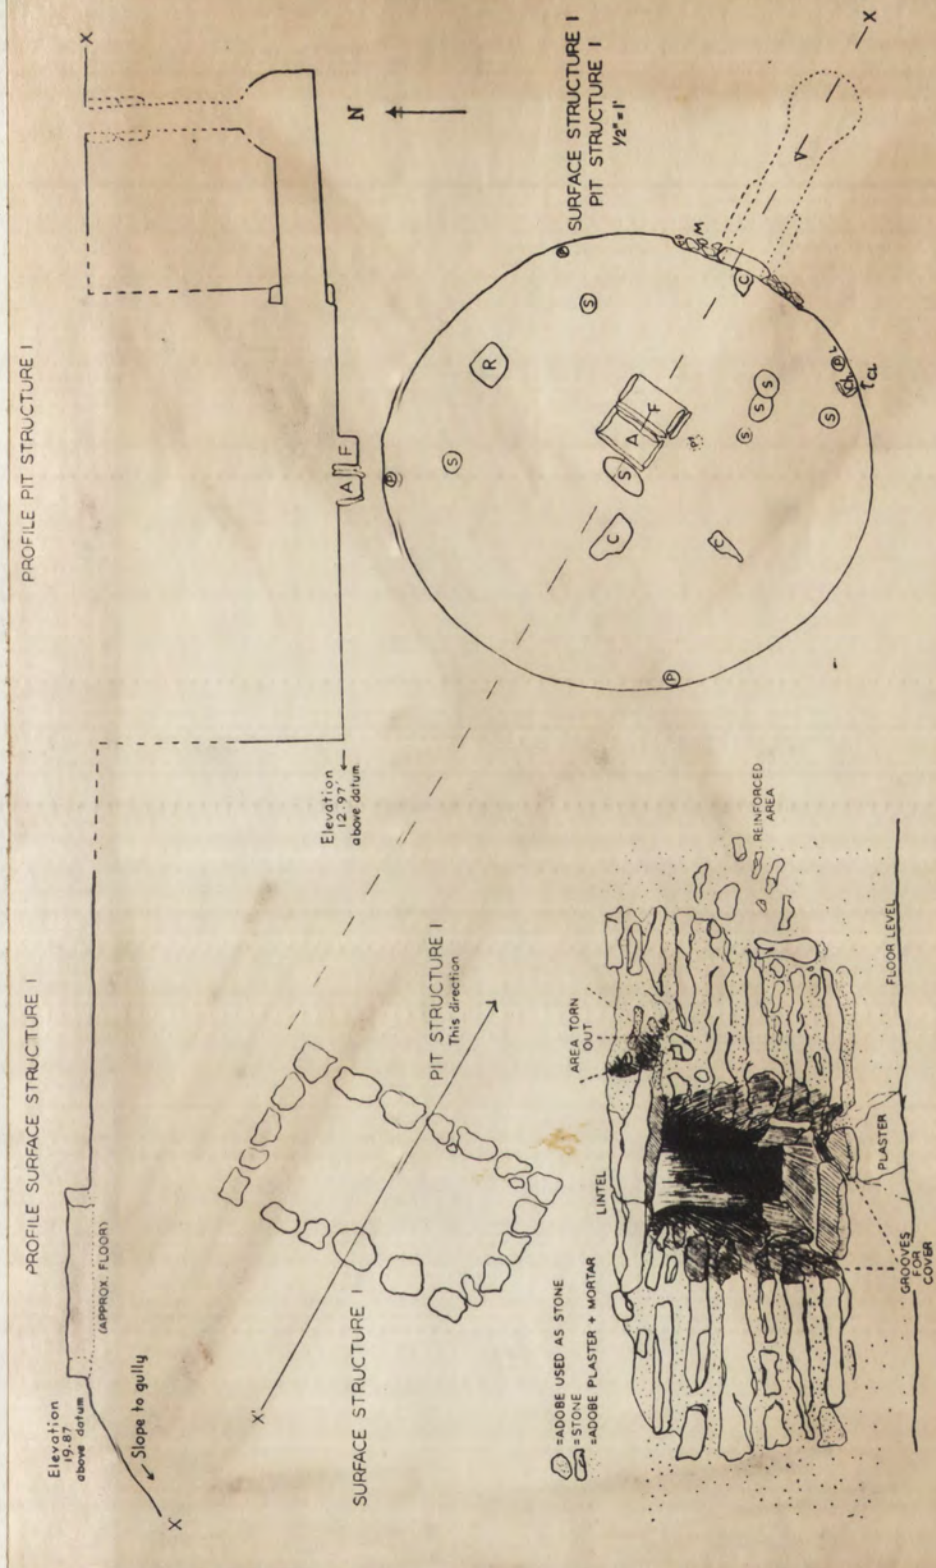 PROFILE SURFACE STRUCTURE I
PROFILE PIT STRUCTURE I
Elevation
19.87
above datum
Slope to gully
X
(APPROX. FLOOR)
Elevation
12.97'
above datum
A
F
X
N
SURFACE STRUCTURE I
X'
PIT STRUCTURE I
This direction
SURFACE STRUCTURE I
PIT STRUCTURE I
1/2" = 1'
P
S
R
P
S
M
C
V
X
A
F
S
C
P
S
S
S
S
P
C
P
CL
=ADOBE USED AS STONE
=STONE
=ADOBE PLASTER + MORTAR
LINTEL
AREA TORN
OUT
REINFORCED
AREA
GROOVES
FOR
COVER
PLASTER
FLOOR LEVEL